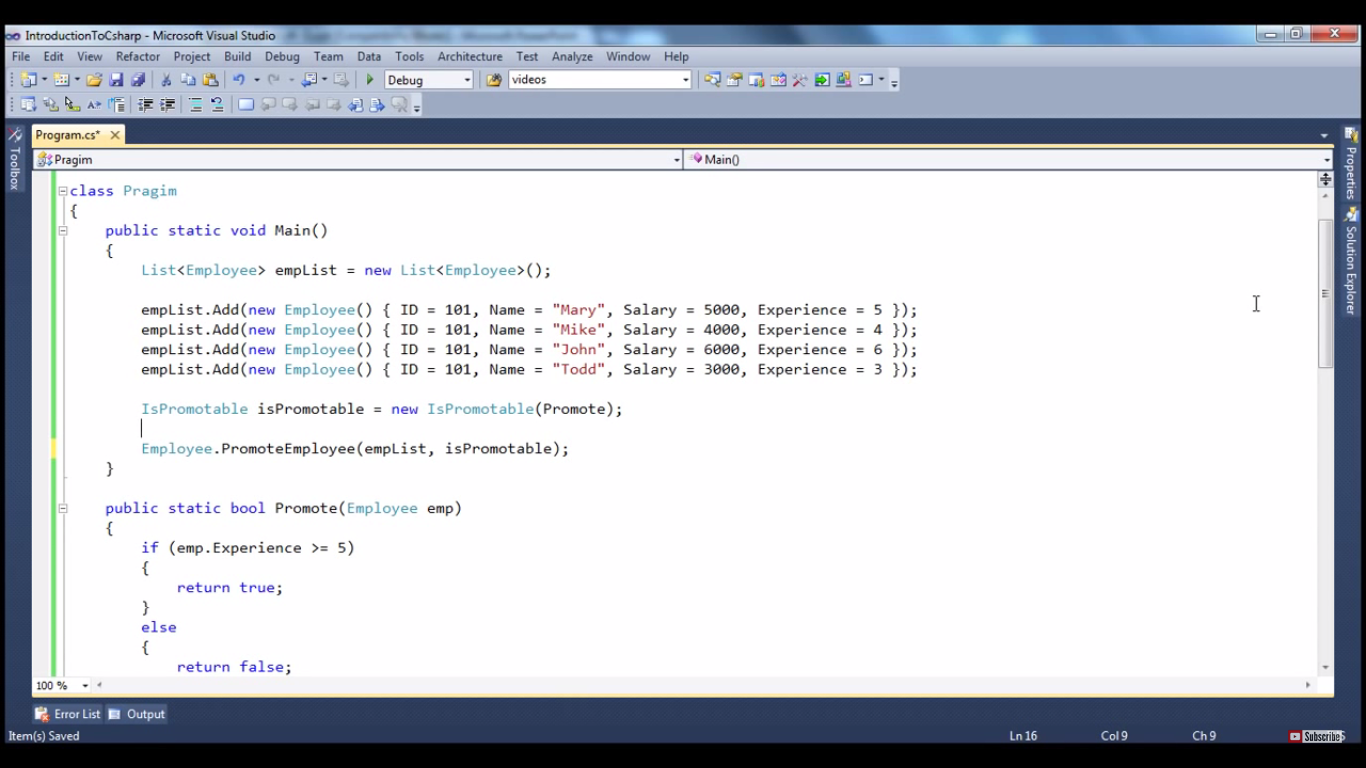 IntroductionToCsharp - Microsoft Visual Studio
File Edit View Refactor Project Build Debug Team Data Tools Architecture Test Analyze Window Help
Debug videos
Program.cs*
Toolbox
Properties
Solution Explorer
Pragim Main()
class Pragim
{
public static void Main()
{
List<Employee> empList = new List<Employee>();
empList.Add(new Employee() { ID = 101, Name = "Mary", Salary = 5000, Experience = 5 });
empList.Add(new Employee() { ID = 101, Name = "Mike", Salary = 4000, Experience = 4 });
empList.Add(new Employee() { ID = 101, Name = "John", Salary = 6000, Experience = 6 });
empList.Add(new Employee() { ID = 101, Name = "Todd", Salary = 3000, Experience = 3 });
IsPromotable isPromotable = new IsPromotable(Promote);
Employee.PromoteEmployee(empList, isPromotable);
}
public static bool Promote(Employee emp)
{
if (emp.Experience >= 5)
{
return true;
}
else
{
return false;
100 %
Error List Output
Item(s) Saved Ln 16 Col 9 Ch 9 Subscribe